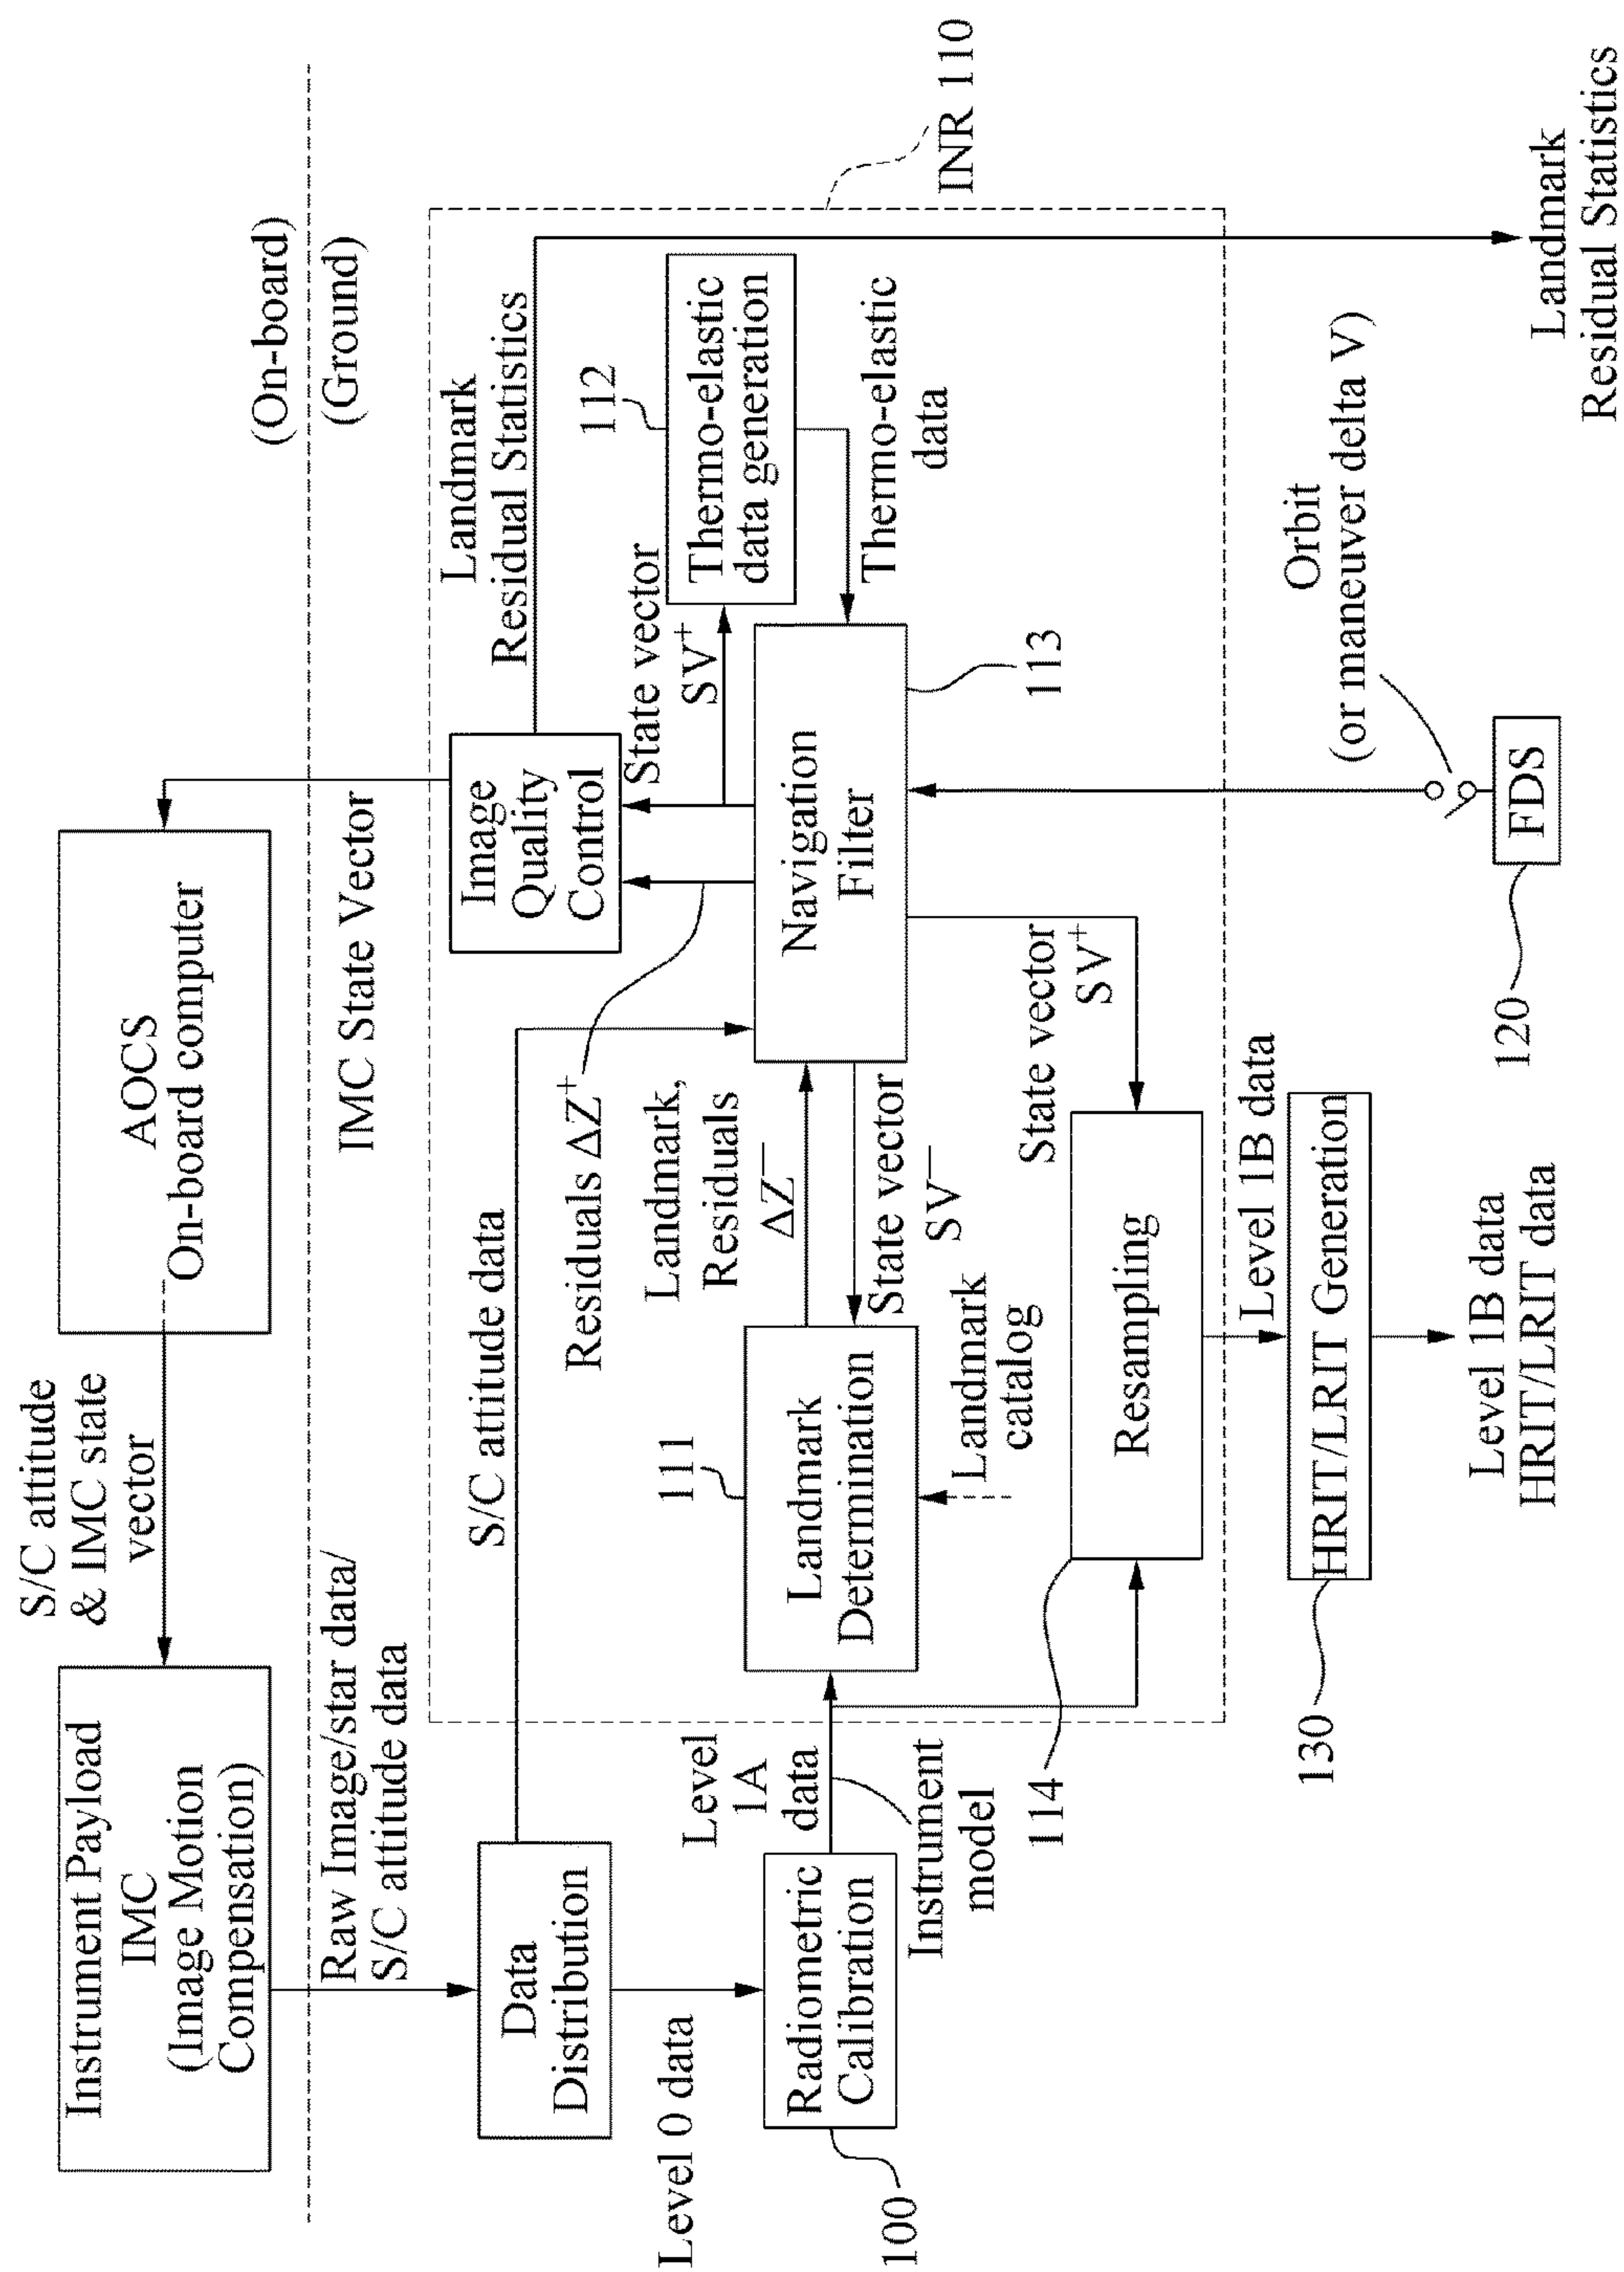 Instrument Payload
IMC
(Image Motion
Compensation)
S/C attitude
& IMC state
vector
AOCS
On-board computer
(On-board)
(Ground)
Raw Image/star data/
S/C attitude data
IMC State Vector
Data
Distribution
S/C attitude data
Image
Quality
Control
Landmark
Residual Statistics
INR 110
Level 0 data
Residuals ΔZ⁺
State vector
SV⁺
112
Thermo-elastic
data generation
Radiometric
Calibration
100
Level
1A
data
Instrument
model
111
Landmark
Determination
Landmark,
Residuals
ΔZ⁻
State vector
SV⁻
Landmark
catalog
Navigation
Filter
113
Thermo-elastic
data
114
Resampling
State vector
SV⁺
Level 1B data
130
HRIT/LRIT Generation
Level 1B data
HRIT/LRIT data
Orbit
(or maneuver delta V)
FDS
120
Landmark
Residual Statistics